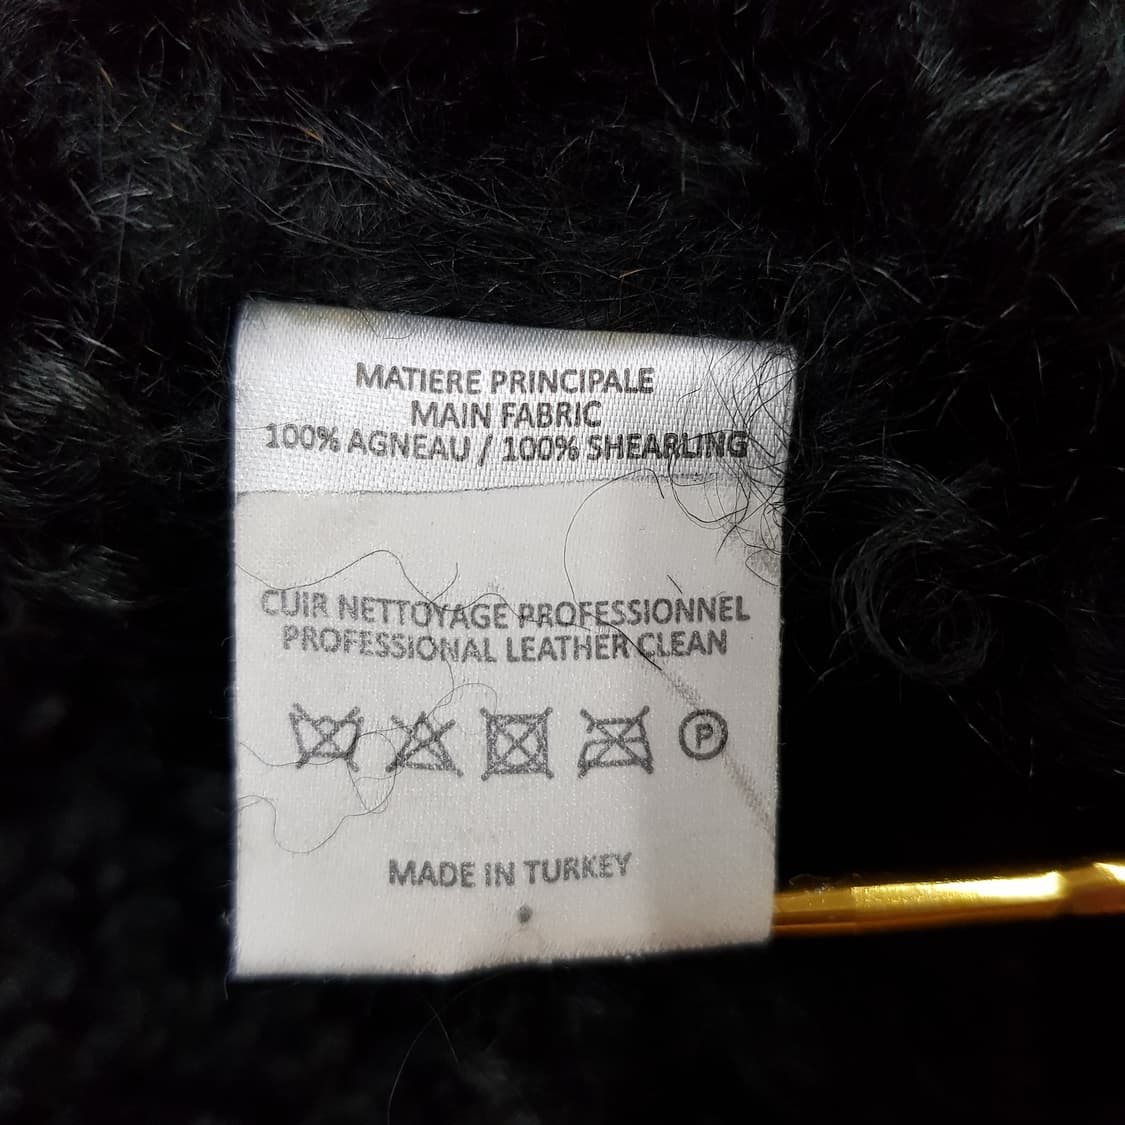 MATIERE PRINCIPALE
MAIN FABRIC
100% AGNEAU / 100% SHEARLING
CUIR NETTOYAGE PROFESSIONNEL
PROFESSIONAL LEATHER CLEAN
P
MADE IN TURKEY